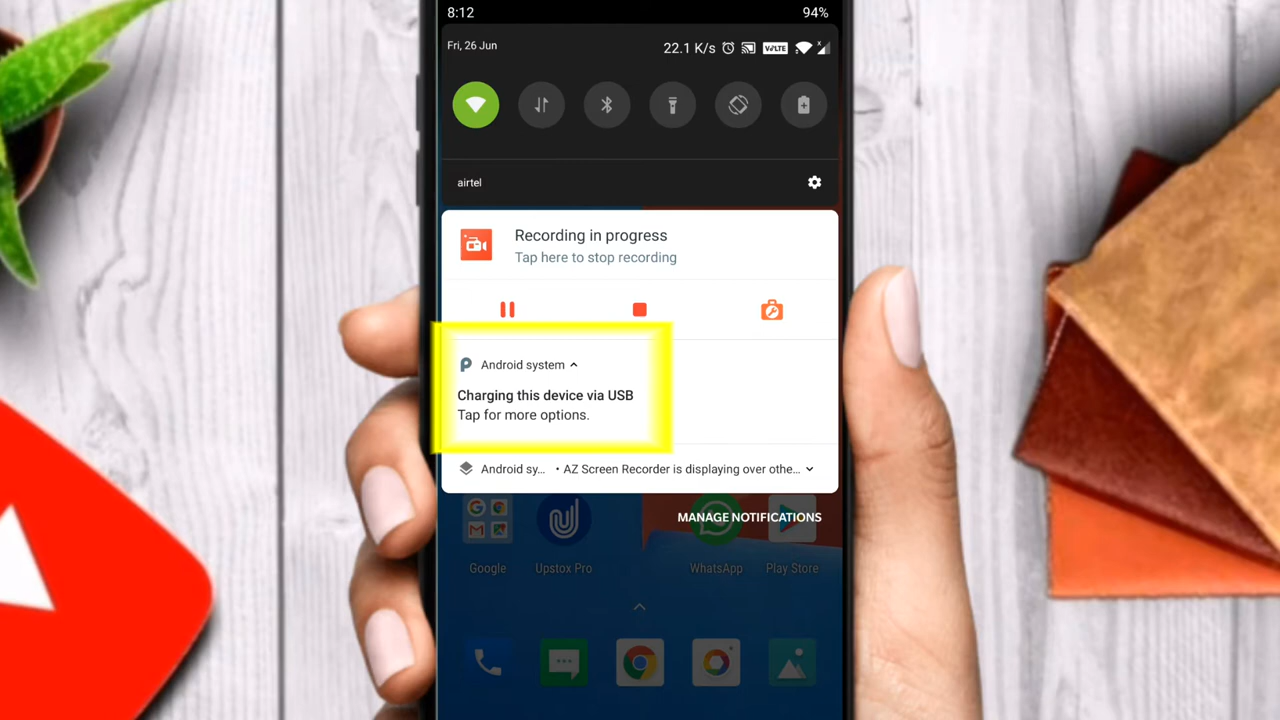 8:12
94%
Fri, 26 Jun
22.1 K/s
VoLTE
airtel
Recording in progress
Tap here to stop recording
Android system
Charging this device via USB
Tap for more options.
Android sy... • AZ Screen Recorder is displaying over othe...
MANAGE NOTIFICATIONS
Google
Upstox Pro
WhatsApp
Play Store